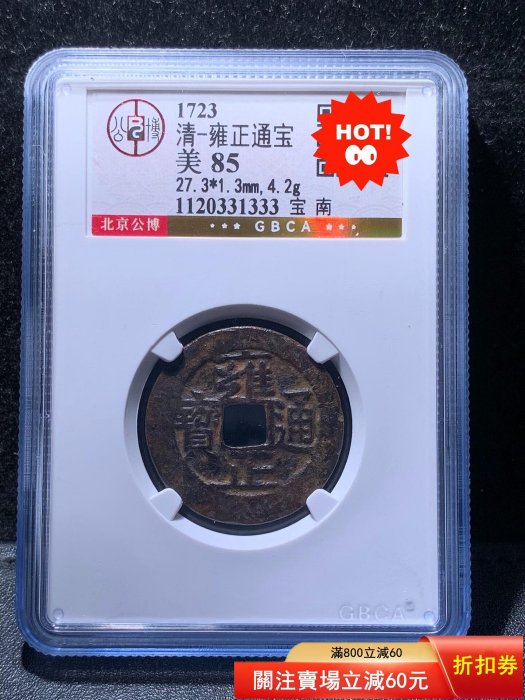 公博
1723
清-雍正通宝
美 85
27.3*1.3mm,4.2g
1120331333 宝 南
北京公博
*** GBCA ***
HOT!
雍
寶 通
正
GBCA
滿800立減60
關注賣場立減60元
折扣券